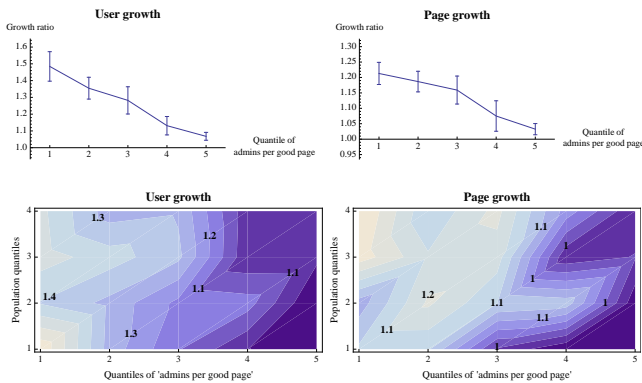 User growth
Growth ratio
1.6
1.5
1.4
1.3
1.2
1.1
1.0
1 2 3 4 5
Quantile of
admins per good page
Page growth
Growth ratio
1.30
1.25
1.20
1.15
1.10
1.05
1.00
0.95
1 2 3 4 5
Quantile of
admins per good page
User growth
Population quantiles
4
3
2
1
1.3
1.2
1.1
1.4
1.1
1.3
1 2 3 4 5
Quantiles of 'admins per good page'
Page growth
Population quantiles
4
3
2
1
1.1
1
1
1.2
1.1
1
1.1
1.1
1
1 2 3 4 5
Quantiles of 'admins per good page'